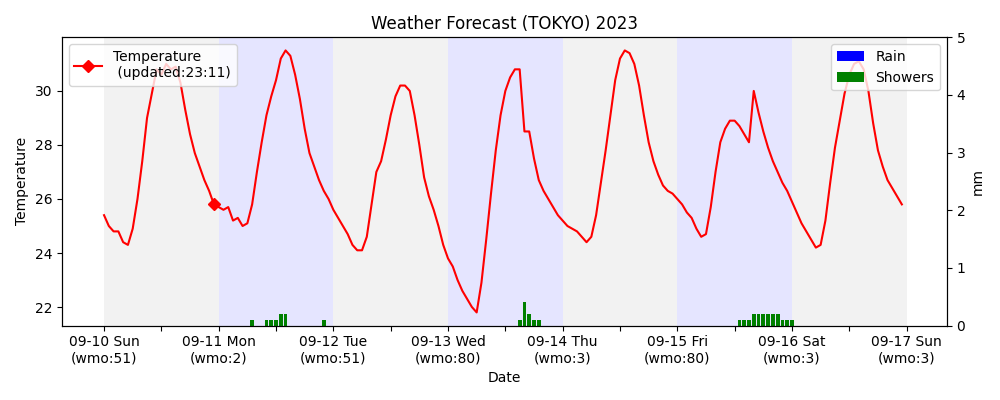 Weather Forecast (TOKYO) 2023
Temperature
(updated:23:11)
Rain
Showers
Temperature
30
28
26
24
22
5
4
3
2
1
0
mm
09-10 Sun
(wmo:51)
09-11 Mon
(wmo:2)
09-12 Tue
(wmo:51)
09-13 Wed
(wmo:80)
09-14 Thu
(wmo:3)
09-15 Fri
(wmo:80)
09-16 Sat
(wmo:3)
09-17 Sun
(wmo:3)
Date